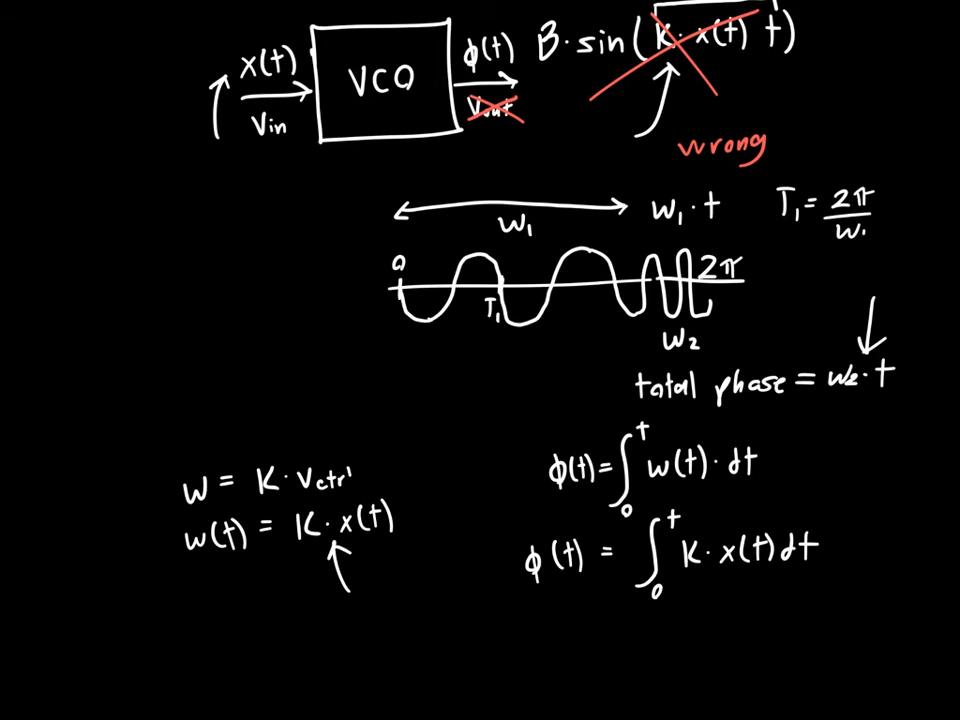 x(t)
Vin
VCO
ϕ(t)
Vout
B·sin(K·x(t) t)
wrong
w₁
w₁·t
T₁ = 2π/w₁
0
T₁
2π
w₂
total phase = w₂·t
w = K·Vctrl
w(t) = K·x(t)
ϕ(t) = ∫₀ᵗ w(t)·dt
ϕ(t) = ∫₀ᵗ K·x(t)dt